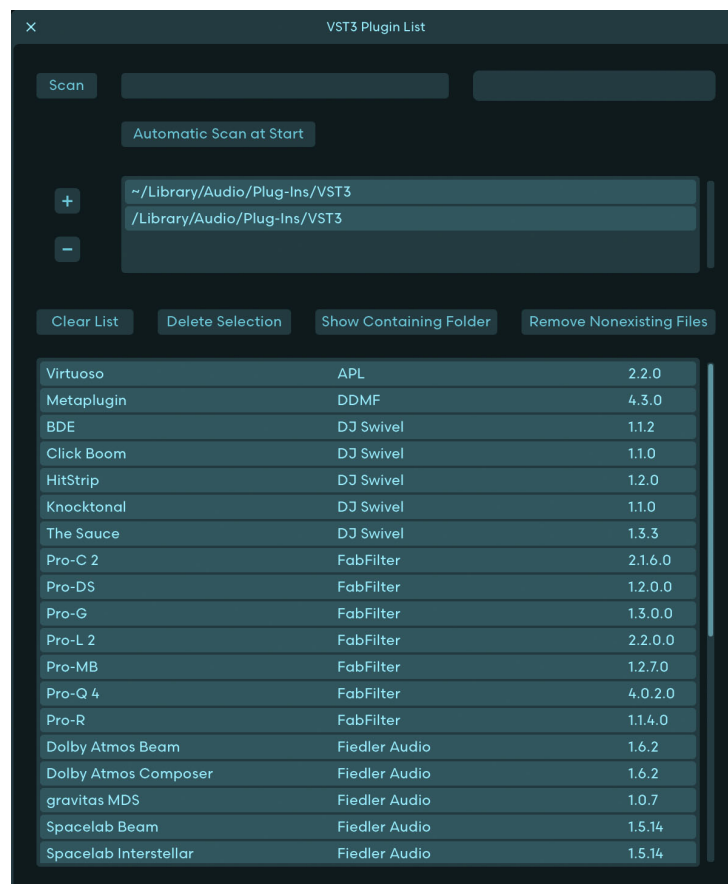 × VST3 Plugin List
Scan
Automatic Scan at Start
+ ~/Library/Audio/Plug-Ins/VST3
/Library/Audio/Plug-Ins/VST3
−
Clear List Delete Selection Show Containing Folder Remove Nonexisting Files
Virtuoso APL 2.2.0
Metaplugin DDMF 4.3.0
BDE DJ Swivel 1.1.2
Click Boom DJ Swivel 1.1.0
HitStrip DJ Swivel 1.2.0
Knocktonal DJ Swivel 1.1.0
The Sauce DJ Swivel 1.3.3
Pro-C 2 FabFilter 2.1.6.0
Pro-DS FabFilter 1.2.0.0
Pro-G FabFilter 1.3.0.0
Pro-L 2 FabFilter 2.2.0.0
Pro-MB FabFilter 1.2.7.0
Pro-Q 4 FabFilter 4.0.2.0
Pro-R FabFilter 1.1.4.0
Dolby Atmos Beam Fiedler Audio 1.6.2
Dolby Atmos Composer Fiedler Audio 1.6.2
gravitas MDS Fiedler Audio 1.0.7
Spacelab Beam Fiedler Audio 1.5.14
Spacelab Interstellar Fiedler Audio 1.5.14